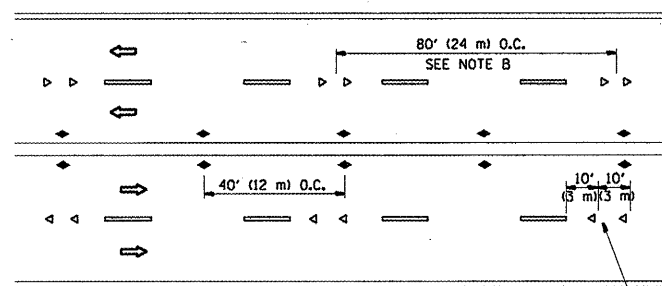 80' (24 m) O.C.
SEE NOTE B
40' (12 m) O.C.
10' 10'
(3 m) (3 m)